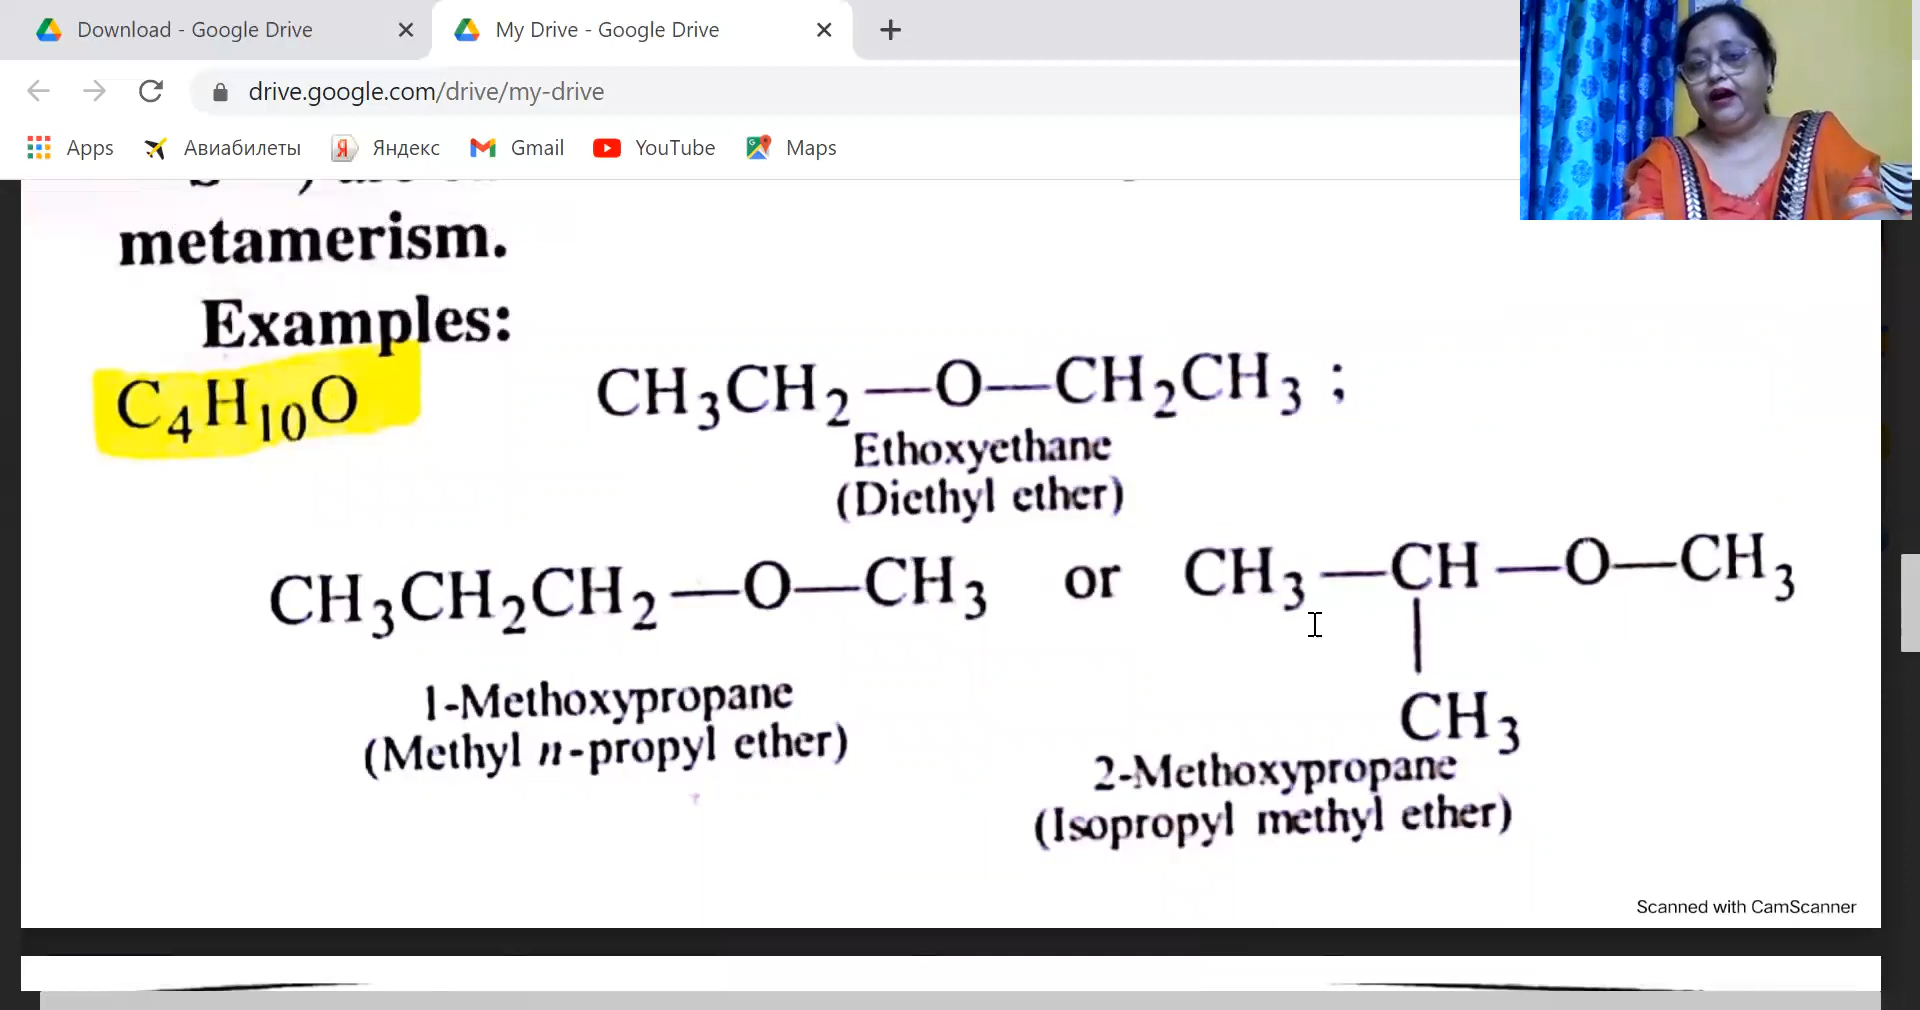 Download - Google Drive
My Drive - Google Drive
drive.google.com/drive/my-drive
Apps Авиабилеты Яндекс Gmail YouTube Maps
metamerism.
Examples:
C₄H₁₀O CH₃CH₂—O—CH₂CH₃ ;
Ethoxyethane
(Diethyl ether)
CH₃CH₂CH₂—O—CH₃ or CH₃—CH—O—CH₃
|
CH₃
1-Methoxypropane
(Methyl n-propyl ether)
2-Methoxypropane
(Isopropyl methyl ether)
Scanned with CamScanner